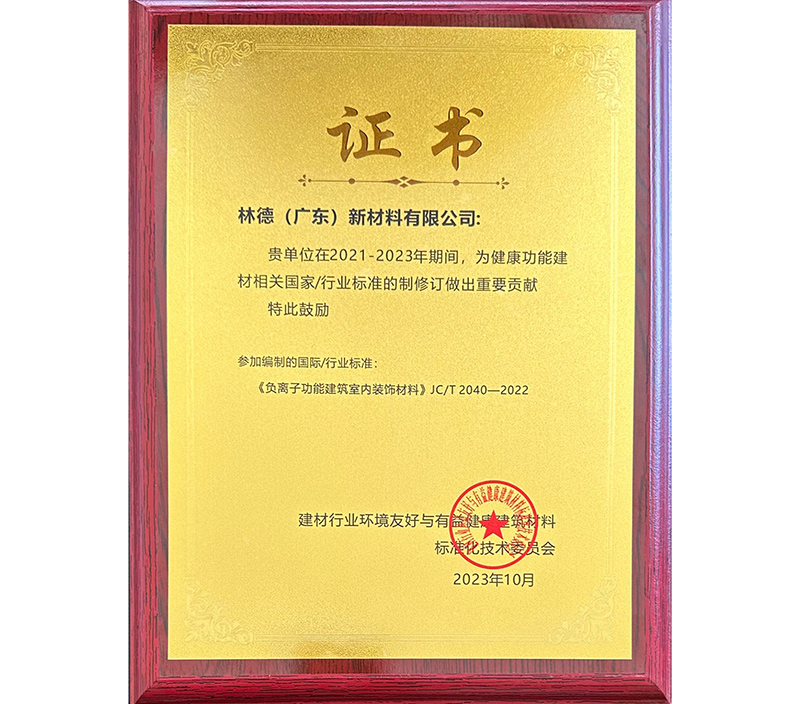 证书
林德（广东）新材料有限公司:
贵单位在2021-2023年期间，为健康功能建
材相关国家/行业标准的制修订做出重要贡献
特此鼓励
参加编制的国际/行业标准：
《负离子功能建筑室内装饰材料》JC/T 2040—2022
建材行业环境友好与有益健康建筑材料
标准化技术委员会
2023年10月